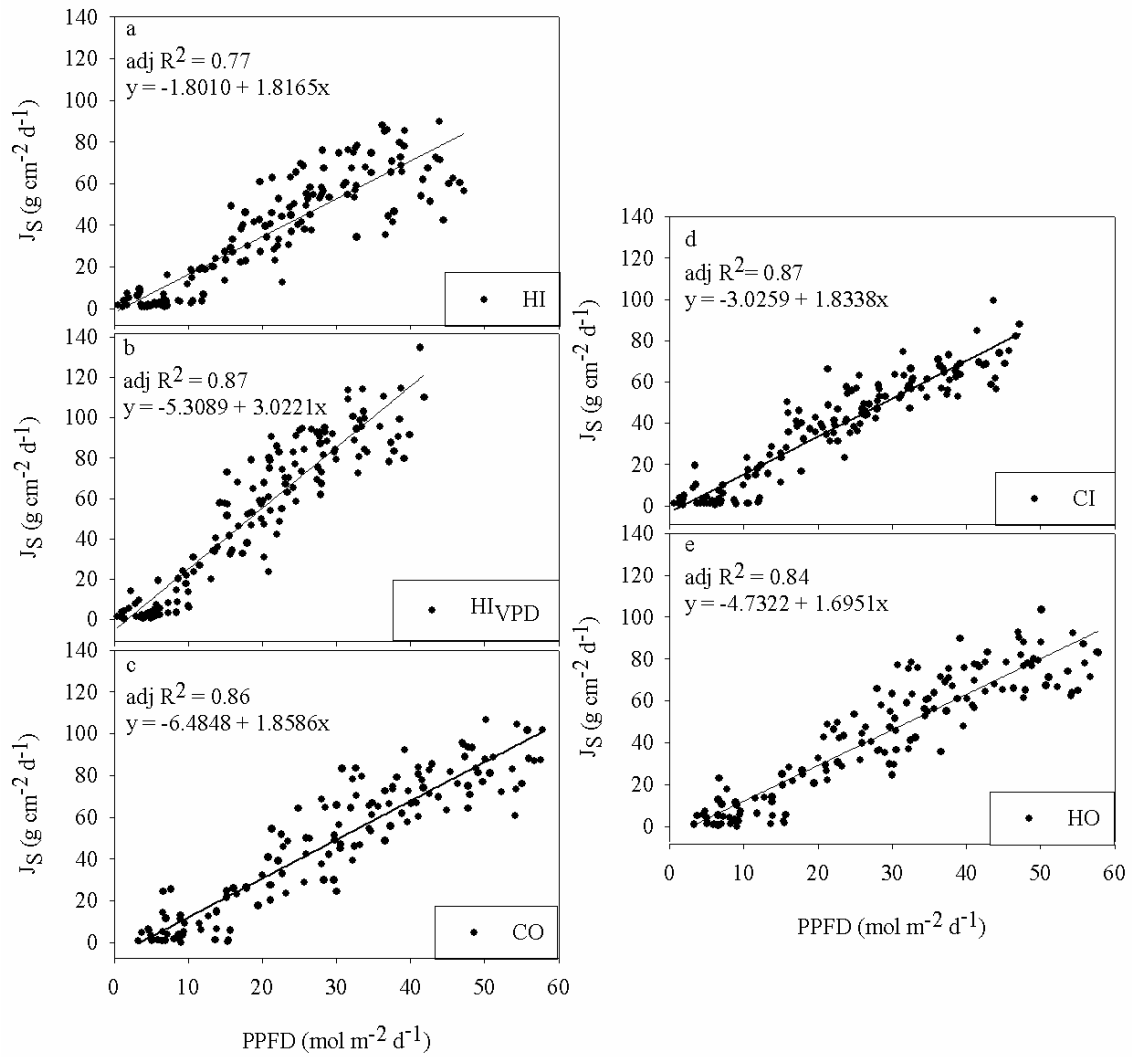 a
adj R² = 0.77
y = -1.8010 + 1.8165x
140
120
100
80
60
40
20
0
J_S (g cm⁻² d⁻¹)
HI
b
adj R² = 0.87
y = -5.3089 + 3.0221x
140
120
100
80
60
40
20
0
J_S (g cm⁻² d⁻¹)
HI_VPD
c
adj R² = 0.86
y = -6.4848 + 1.8586x
140
120
100
80
60
40
20
0
J_S (g cm⁻² d⁻¹)
CO
0 10 20 30 40 50 60
PPFD (mol m⁻² d⁻¹)
d
adj R²= 0.87
y = -3.0259 + 1.8338x
140
120
100
80
60
40
20
0
J_S (g cm⁻² d⁻¹)
CI
e
adj R² = 0.84
y = -4.7322 + 1.6951x
140
120
100
80
60
40
20
0
J_S (g cm⁻² d⁻¹)
HO
0 10 20 30 40 50 60
PPFD (mol m⁻² d⁻¹)